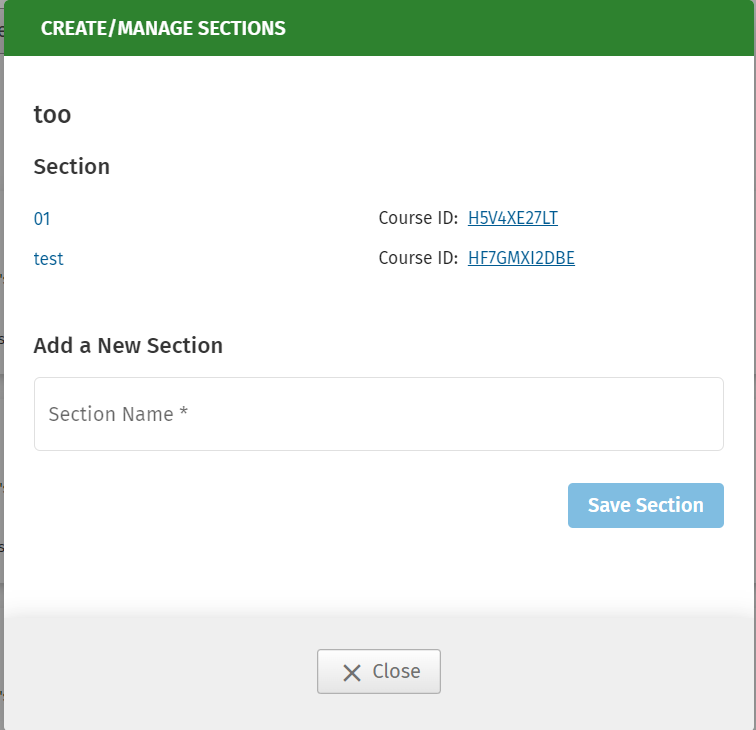 CREATE/MANAGE SECTIONS
too
Section
01 Course ID: H5V4XE27LT
test Course ID: HF7GMXI2DBE
Add a New Section
Section Name *
Save Section
Close